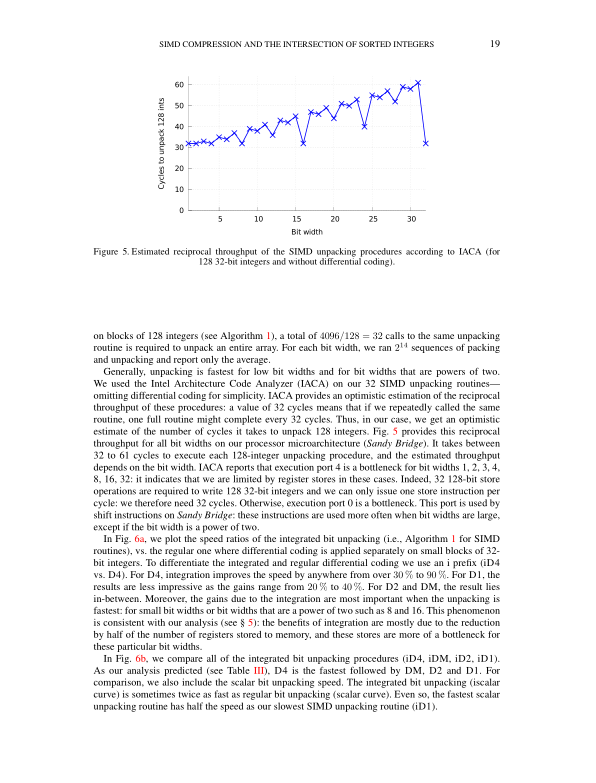 SIMD COMPRESSION AND THE INTERSECTION OF SORTED INTEGERS 19
60
50
40
30
20
10
0
5 10 15 20 25 30
Cycles to unpack 128 ints
Bit width
Figure 5. Estimated reciprocal throughput of the SIMD unpacking procedures according to IACA (for
128 32-bit integers and without differential coding).
on blocks of 128 integers (see Algorithm 1), a total of 4096/128 = 32 calls to the same unpacking
routine is required to unpack an entire array. For each bit width, we ran 2^14 sequences of packing
and unpacking and report only the average.
Generally, unpacking is fastest for low bit widths and for bit widths that are powers of two.
We used the Intel Architecture Code Analyzer (IACA) on our 32 SIMD unpacking routines—
omitting differential coding for simplicity. IACA provides an optimistic estimation of the reciprocal
throughput of these procedures: a value of 32 cycles means that if we repeatedly called the same
routine, one full routine might complete every 32 cycles. Thus, in our case, we get an optimistic
estimate of the number of cycles it takes to unpack 128 integers. Fig. 5 provides this reciprocal
throughput for all bit widths on our processor microarchitecture (Sandy Bridge). It takes between
32 to 61 cycles to execute each 128-integer unpacking procedure, and the estimated throughput
depends on the bit width. IACA reports that execution port 4 is a bottleneck for bit widths 1, 2, 3, 4,
8, 16, 32: it indicates that we are limited by register stores in these cases. Indeed, 32 128-bit store
operations are required to write 128 32-bit integers and we can only issue one store instruction per
cycle: we therefore need 32 cycles. Otherwise, execution port 0 is a bottleneck. This port is used by
shift instructions on Sandy Bridge: these instructions are used more often when bit widths are large,
except if the bit width is a power of two.
In Fig. 6a, we plot the speed ratios of the integrated bit unpacking (i.e., Algorithm 1 for SIMD
routines), vs. the regular one where differential coding is applied separately on small blocks of 32-
bit integers. To differentiate the integrated and regular differential coding we use an i prefix (iD4
vs. D4). For D4, integration improves the speed by anywhere from over 30 % to 90 %. For D1, the
results are less impressive as the gains range from 20 % to 40 %. For D2 and DM, the result lies
in-between. Moreover, the gains due to the integration are most important when the unpacking is
fastest: for small bit widths or bit widths that are a power of two such as 8 and 16. This phenomenon
is consistent with our analysis (see § 5): the benefits of integration are mostly due to the reduction
by half of the number of registers stored to memory, and these stores are more of a bottleneck for
these particular bit widths.
In Fig. 6b, we compare all of the integrated bit unpacking procedures (iD4, iDM, iD2, iD1).
As our analysis predicted (see Table III), D4 is the fastest followed by DM, D2 and D1. For
comparison, we also include the scalar bit unpacking speed. The integrated bit unpacking (iscalar
curve) is sometimes twice as fast as regular bit unpacking (scalar curve). Even so, the fastest scalar
unpacking routine has half the speed as our slowest SIMD unpacking routine (iD1).